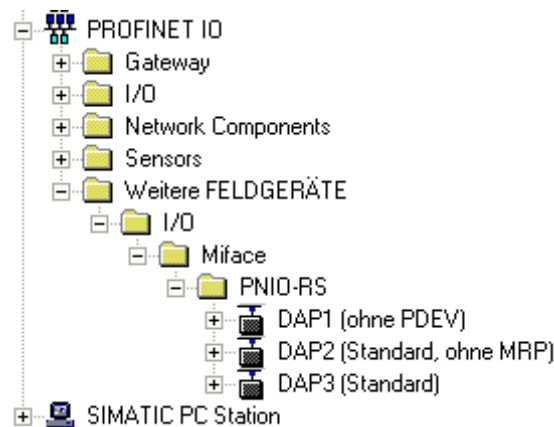 PROFINET IO
Gateway
I/O
Network Components
Sensors
Weitere FELDGERÄTE
I/O
Miface
PNIO-RS
DAP1 (ohne PDEV)
DAP2 (Standard, ohne MRP)
DAP3 (Standard)
SIMATIC PC Station